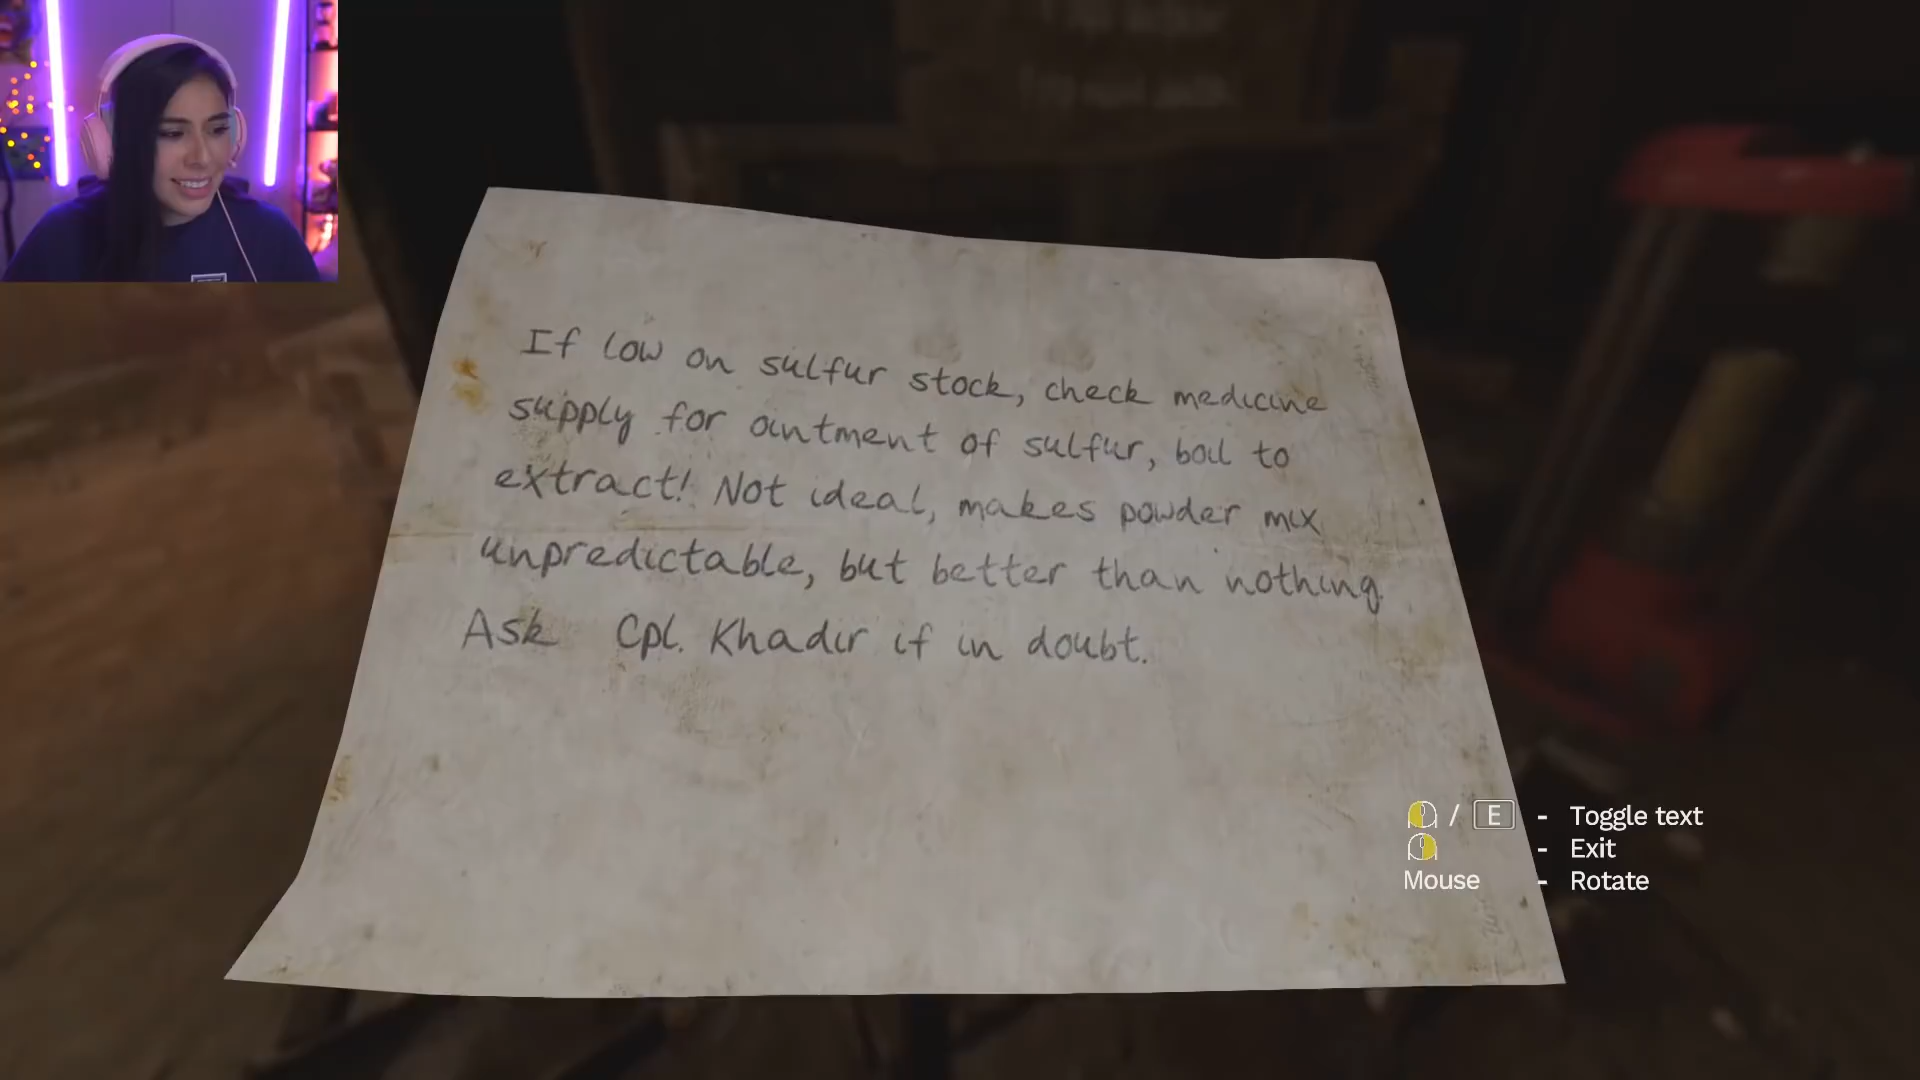 If low on sulfur stock, check medicine
supply for ointment of sulfur, boil to
extract! Not ideal, makes powder mix
unpredictable, but better than nothing.
Ask Cpl. Khadir if in doubt.
/ E - Toggle text
- Exit
Mouse - Rotate